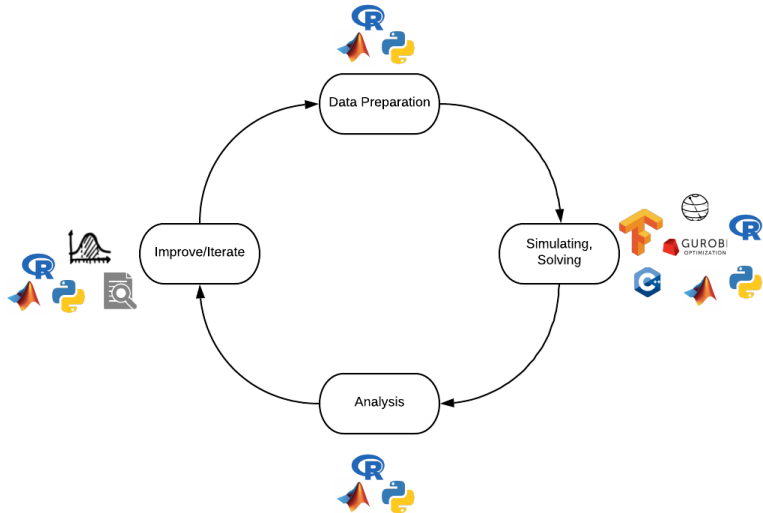 R
Data Preparation
Simulating,
Solving
GUROBI
OPTIMIZATION
R
C++
Improve/Iterate
R
Analysis
R